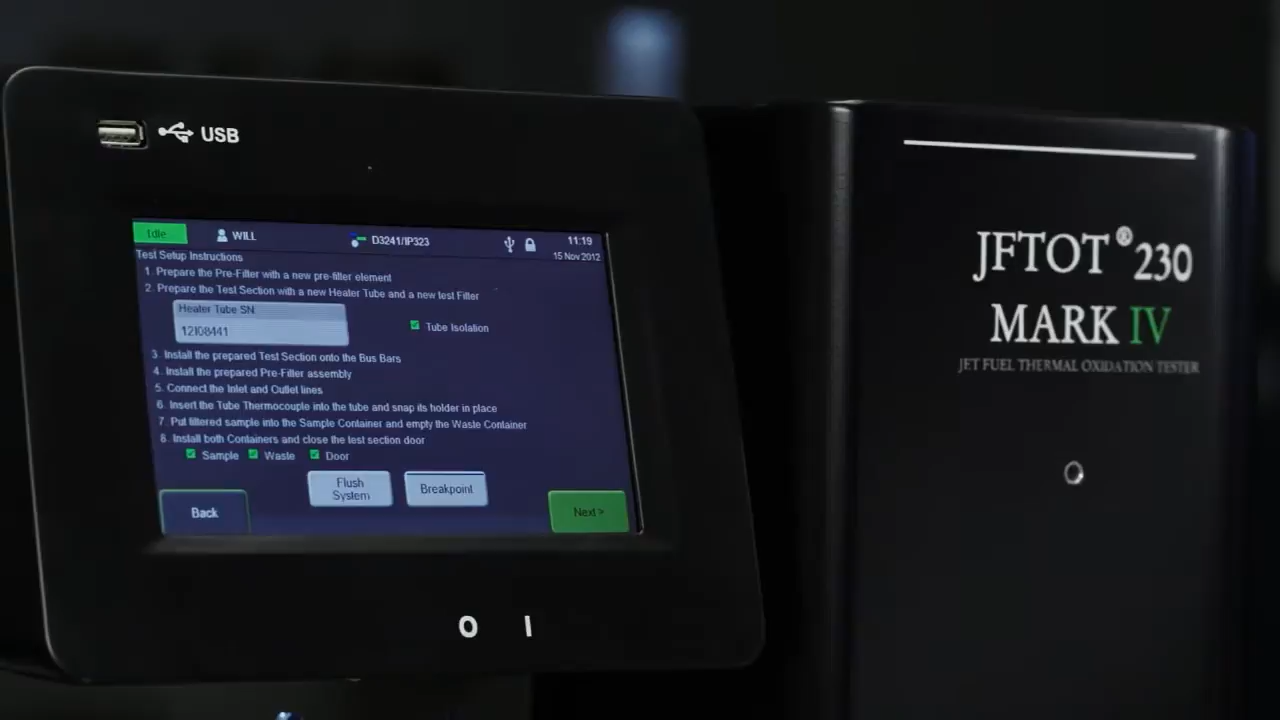 USB
Idle
WILL
D3241/IP323
11:19
15 Nov 2012
Test Setup Instructions
1. Prepare the Pre-Filter with a new pre-filter element
2. Prepare the Test Section with a new Heater Tube and a new test Filter
Heater Tube SN
12I08441
Tube Isolation
3. Install the prepared Test Section onto the Bus Bars
4. Install the prepared Pre-Filter assembly
5. Connect the Inlet and Outlet lines
6. Insert the Tube Thermocouple into the tube and snap its holder in place
7. Put filtered sample into the Sample Container and empty the Waste Container
8. Install both Containers and close the test section door
Sample Waste Door
Flush
System
Breakpoint
Back
Next >
O I
JFTOT® 230
MARK IV
JET FUEL THERMAL OXIDATION TESTER